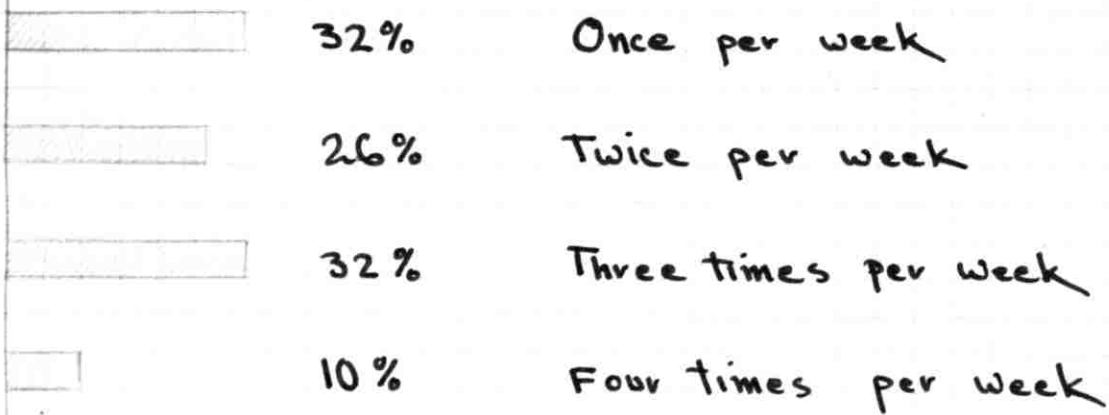 32% Once per week
26% Twice per week
32% Three times per week
10% Four times per week